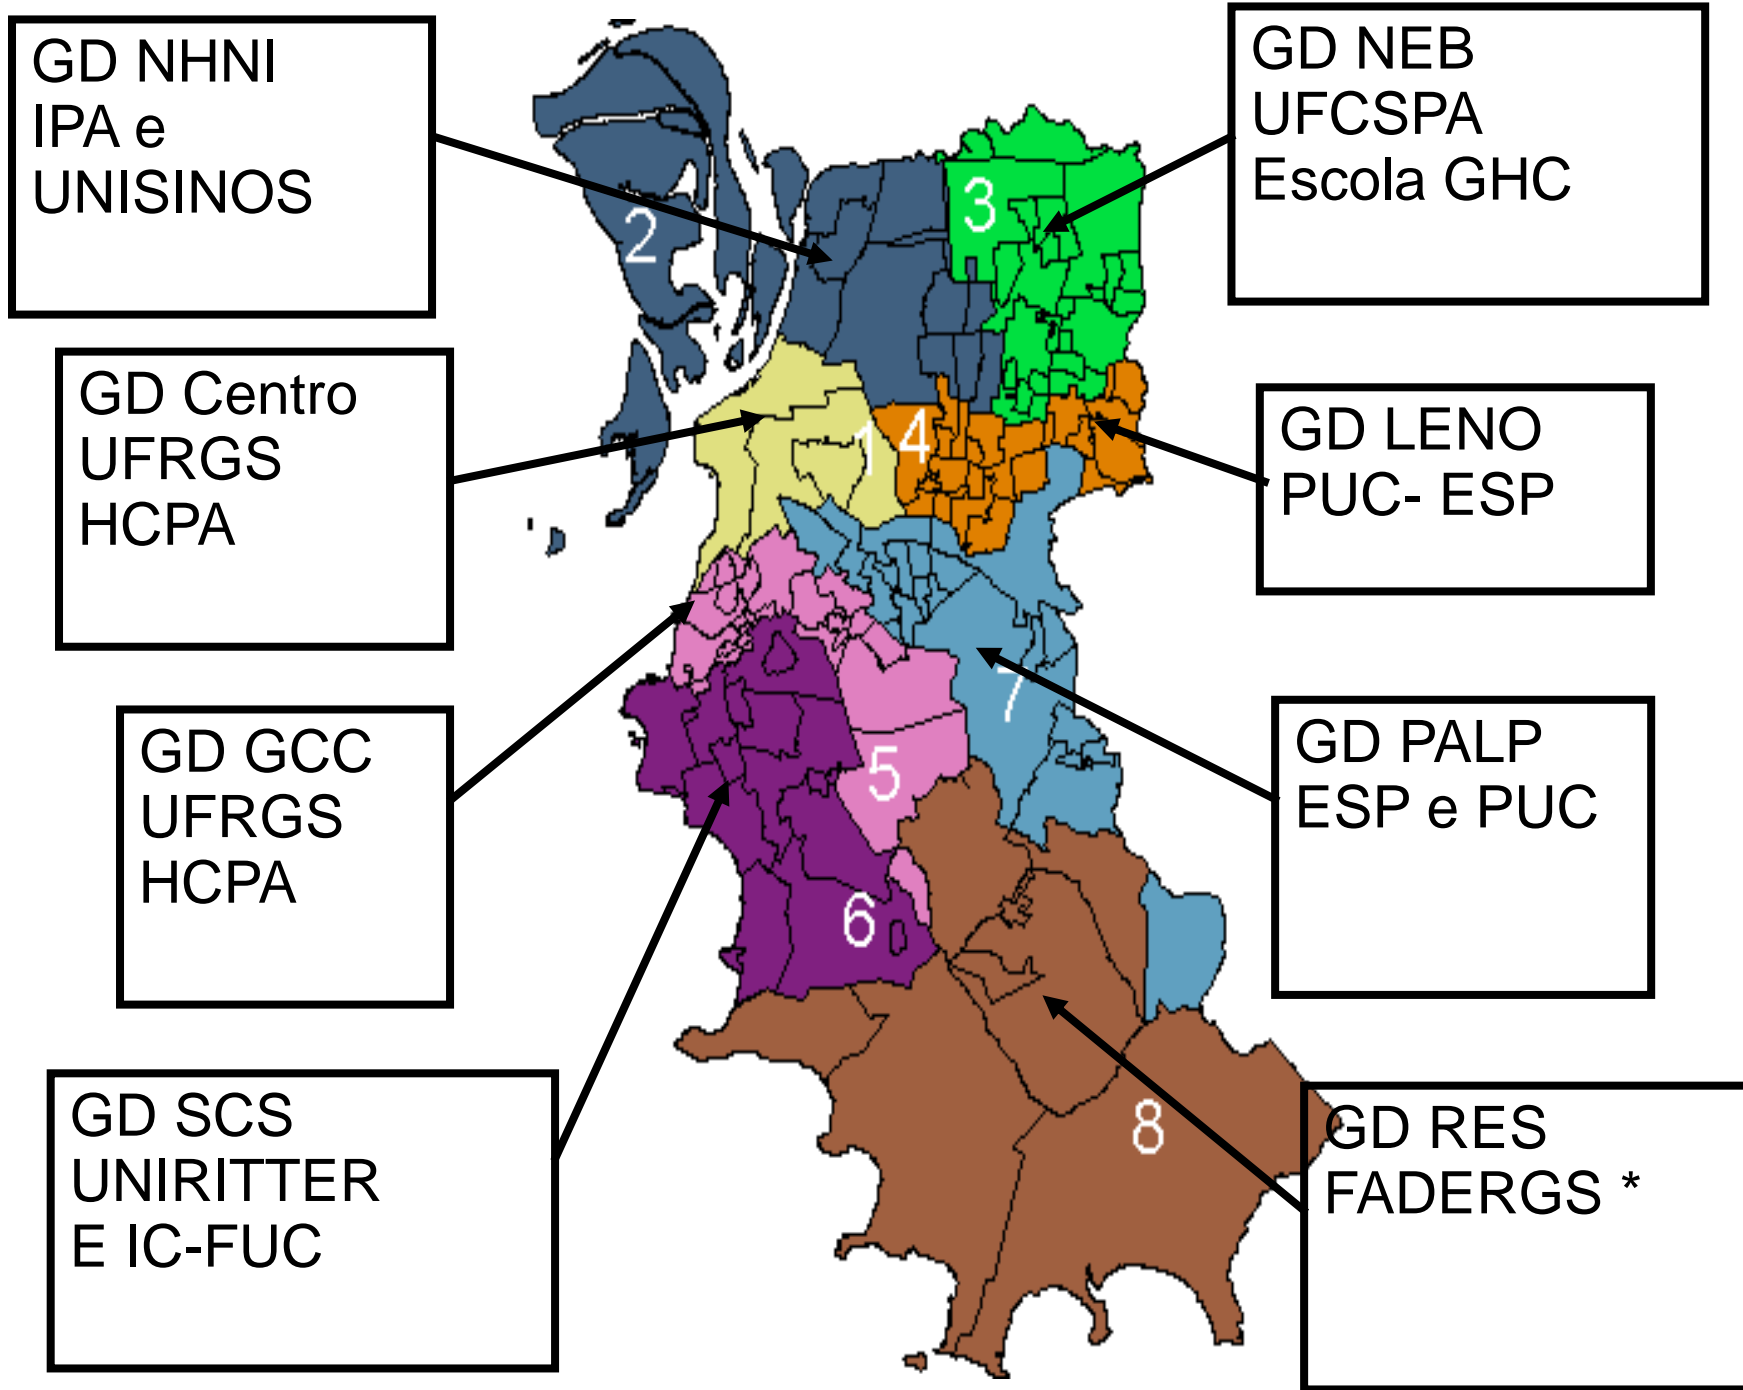 GD NHNI
IPA e
UNISINOS
GD NEB
UFCSPA
Escola GHC
2
3
GD Centro
UFRGS
HCPA
1
4
GD LENO
PUC- ESP
GD GCC
UFRGS
HCPA
5
7
GD PALP
ESP e PUC
6
GD SCS
UNIRITTER
E IC-FUC
8
GD RES
FADERGS *